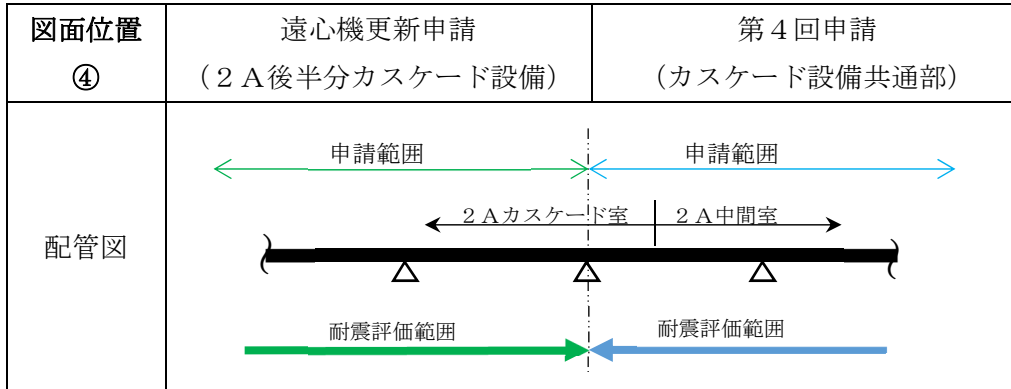 図面位置
④
遠心機更新申請
(2A後半分カスケード設備)
第4回申請
(カスケード設備共通部)
配管図
申請範囲
申請範囲
2Aカスケード室
2A中間室
耐震評価範囲
耐震評価範囲